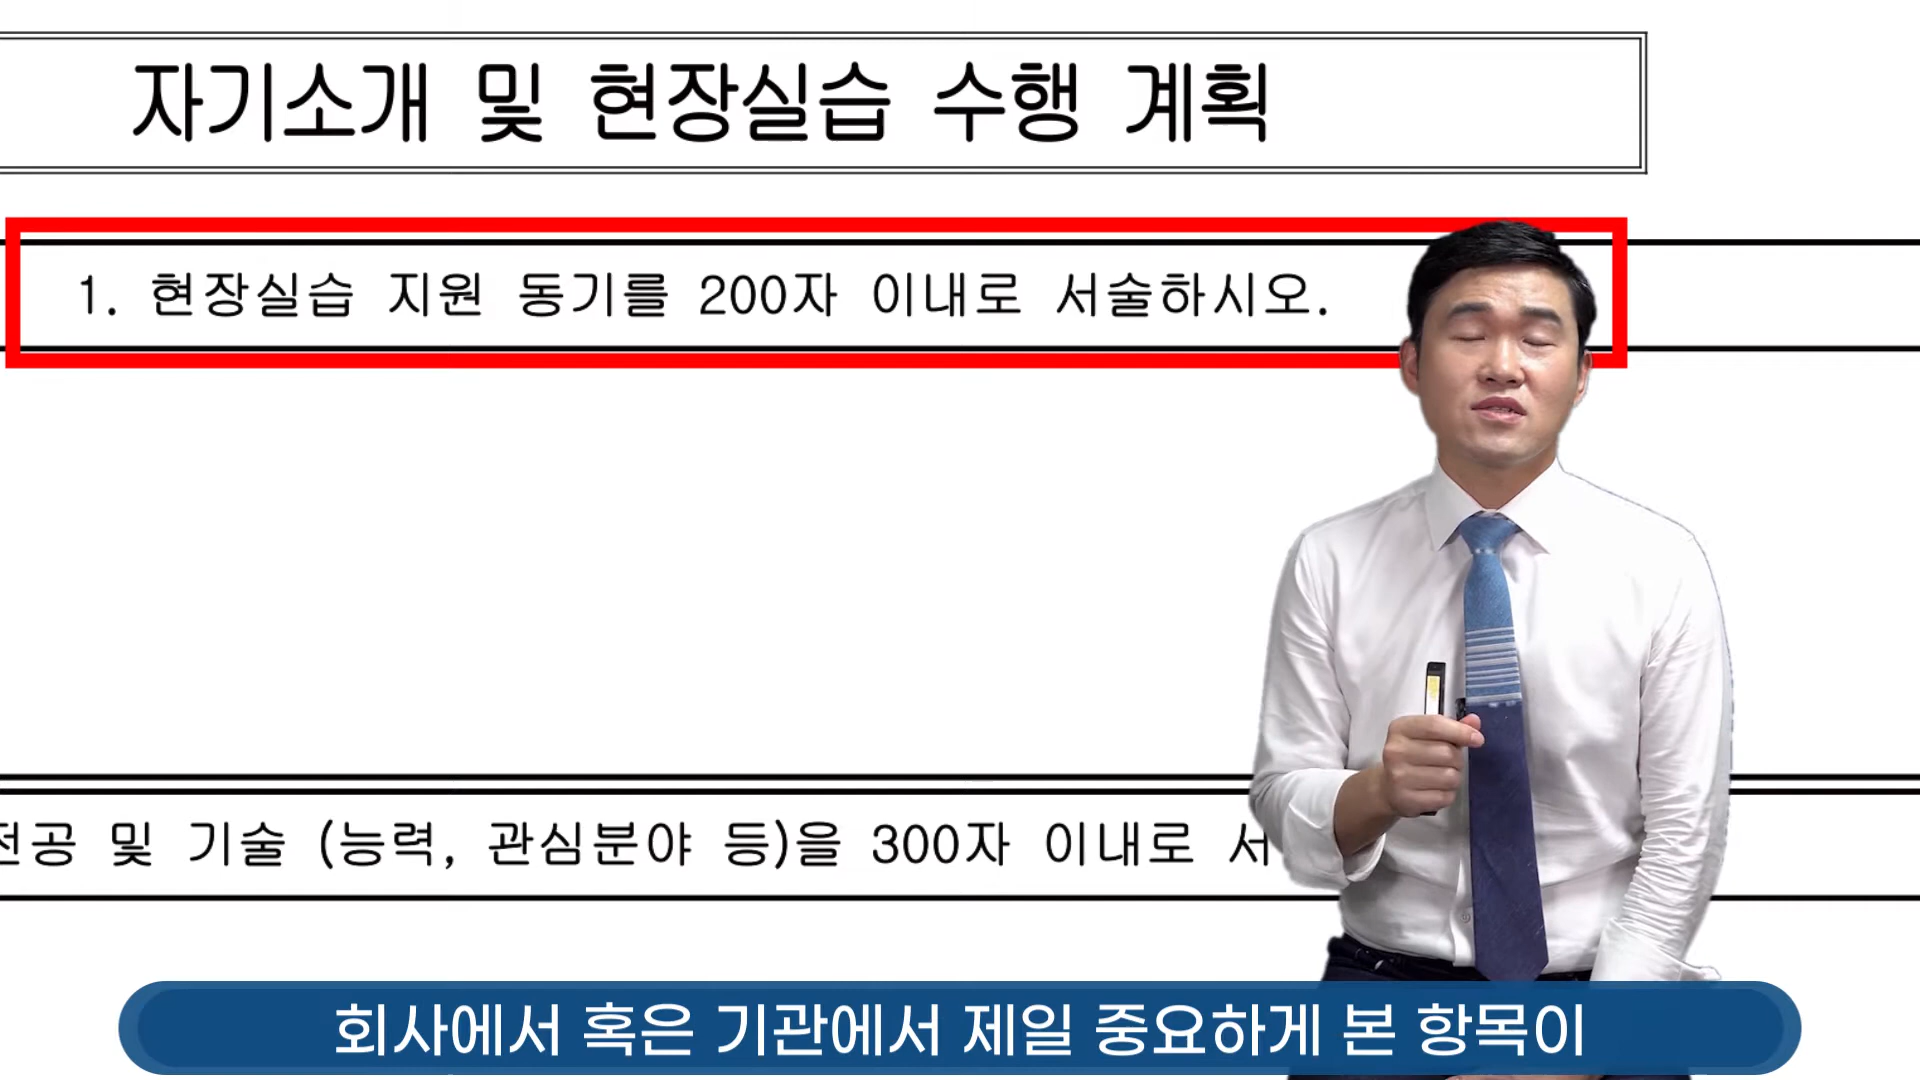 자기소개 및 현장실습 수행 계획
1. 현장실습 지원 동기를 200자 이내로 서술하시오.
전공 및 기술 (능력, 관심분야 등)을 300자 이내로 서
회사에서 혹은 기관에서 제일 중요하게 본 항목이